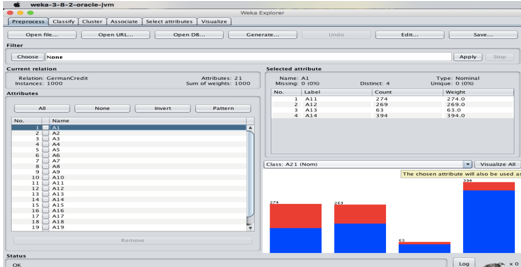 weka-3-8-2-oracle-jvm
Weka Explorer
Preprocess Classify Cluster Associate Select attributes Visualize
Open file... Open URL... Open DB... Generate... Undo Edit... Save...
Filter
Choose None Apply Stop
Current relation
Relation: GermanCredit Attributes: 21
Instances: 1000 Sum of weights: 1000
Attributes
All None Invert Pattern
No. Name
1 A1
2 A2
3 A3
4 A4
5 A5
6 A6
7 A7
8 A8
9 A9
10 A10
11 A11
12 A12
13 A13
14 A14
15 A15
16 A16
17 A17
18 A18
19 A19
Remove
Selected attribute
Name: A1 Type: Nominal
Missing: 0 (0%) Distinct: 4 Unique: 0 (0%)
No. Label Count Weight
1 A11 274 274.0
2 A12 269 269.0
3 A13 63 63.0
4 A14 394 394.0
Class: A21 (Nom) Visualize All
The chosen attribute will also be used as
274 269 63 394
Status
OK Log x 0